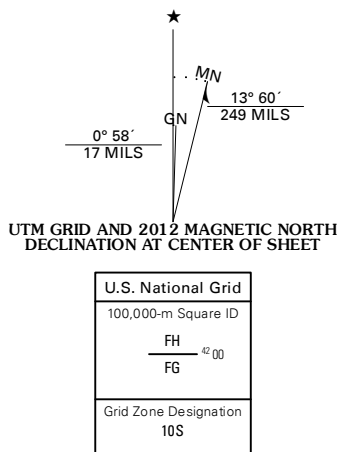 ★
MN
GN
13° 60´
249 MILS
0° 58´
17 MILS
UTM GRID AND 2012 MAGNETIC NORTH
DECLINATION AT CENTER OF SHEET
U.S. National Grid
100,000-m Square ID
FH
42 00
FG
Grid Zone Designation
10S